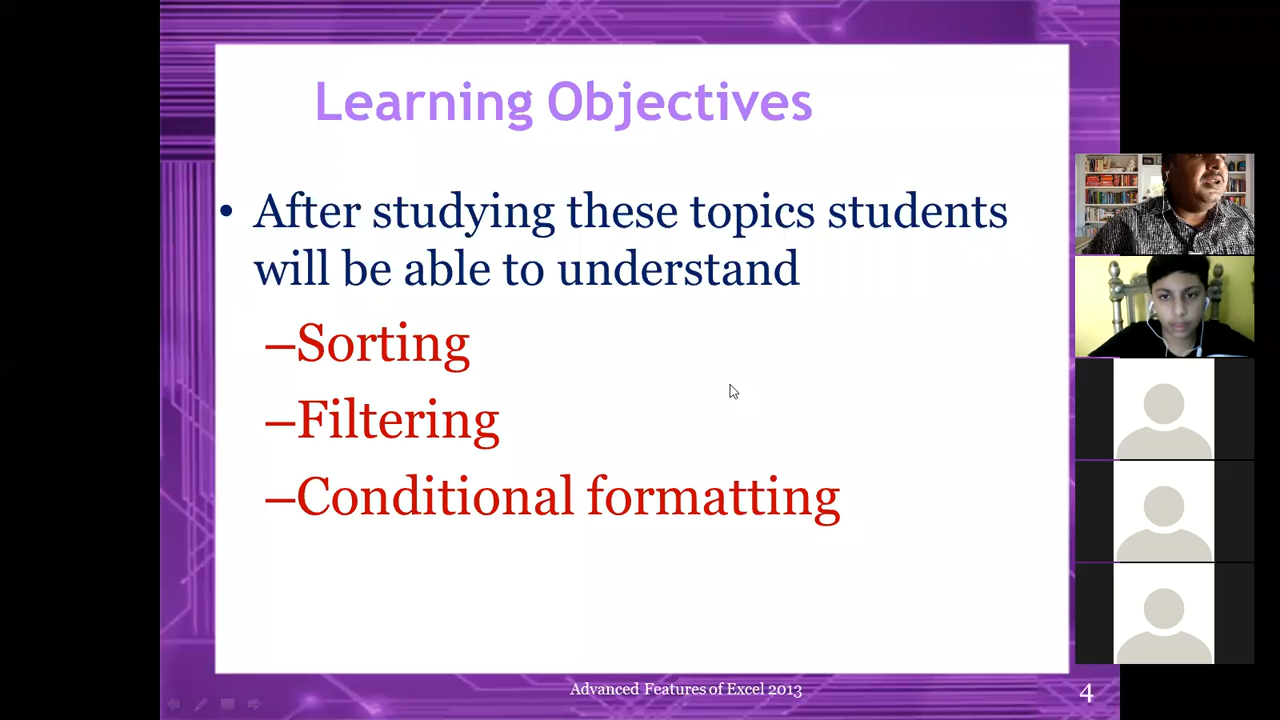 Learning Objectives
• After studying these topics students
will be able to understand
–Sorting
–Filtering
–Conditional formatting
Advanced Features of Excel 2013
4